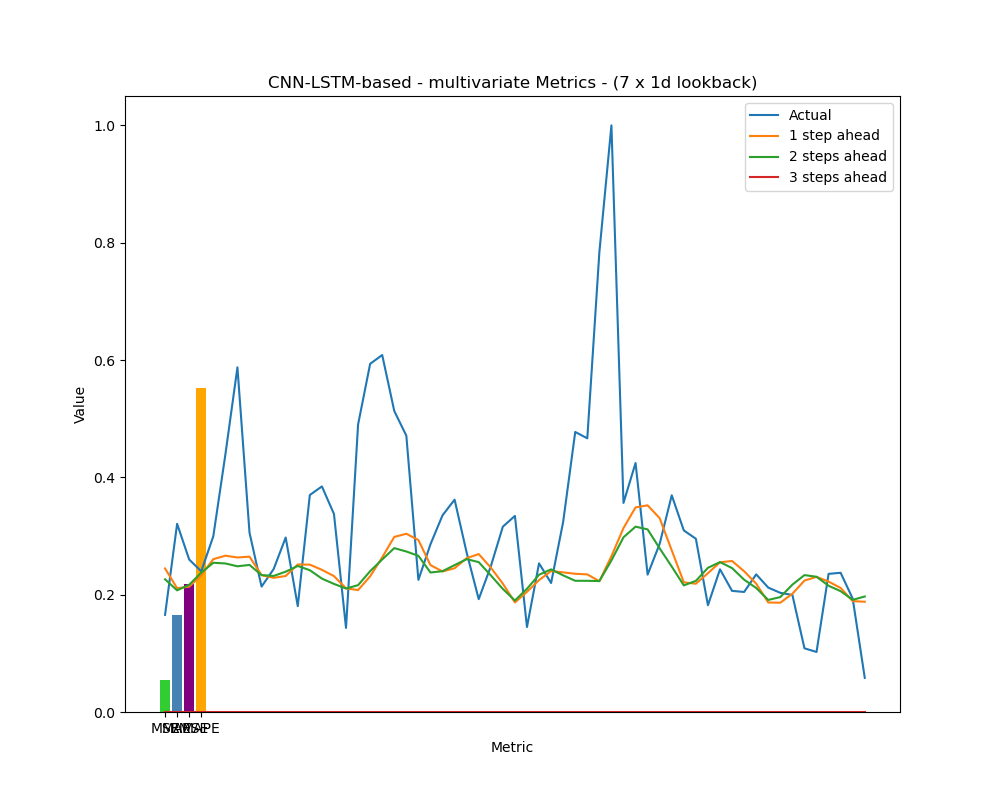 CNN-LSTM-based - multivariate Metrics - (7 x 1d lookback)
Actual
1 step ahead
2 steps ahead
3 steps ahead
1.0
0.8
0.6
0.4
0.2
0.0
Value
Metric